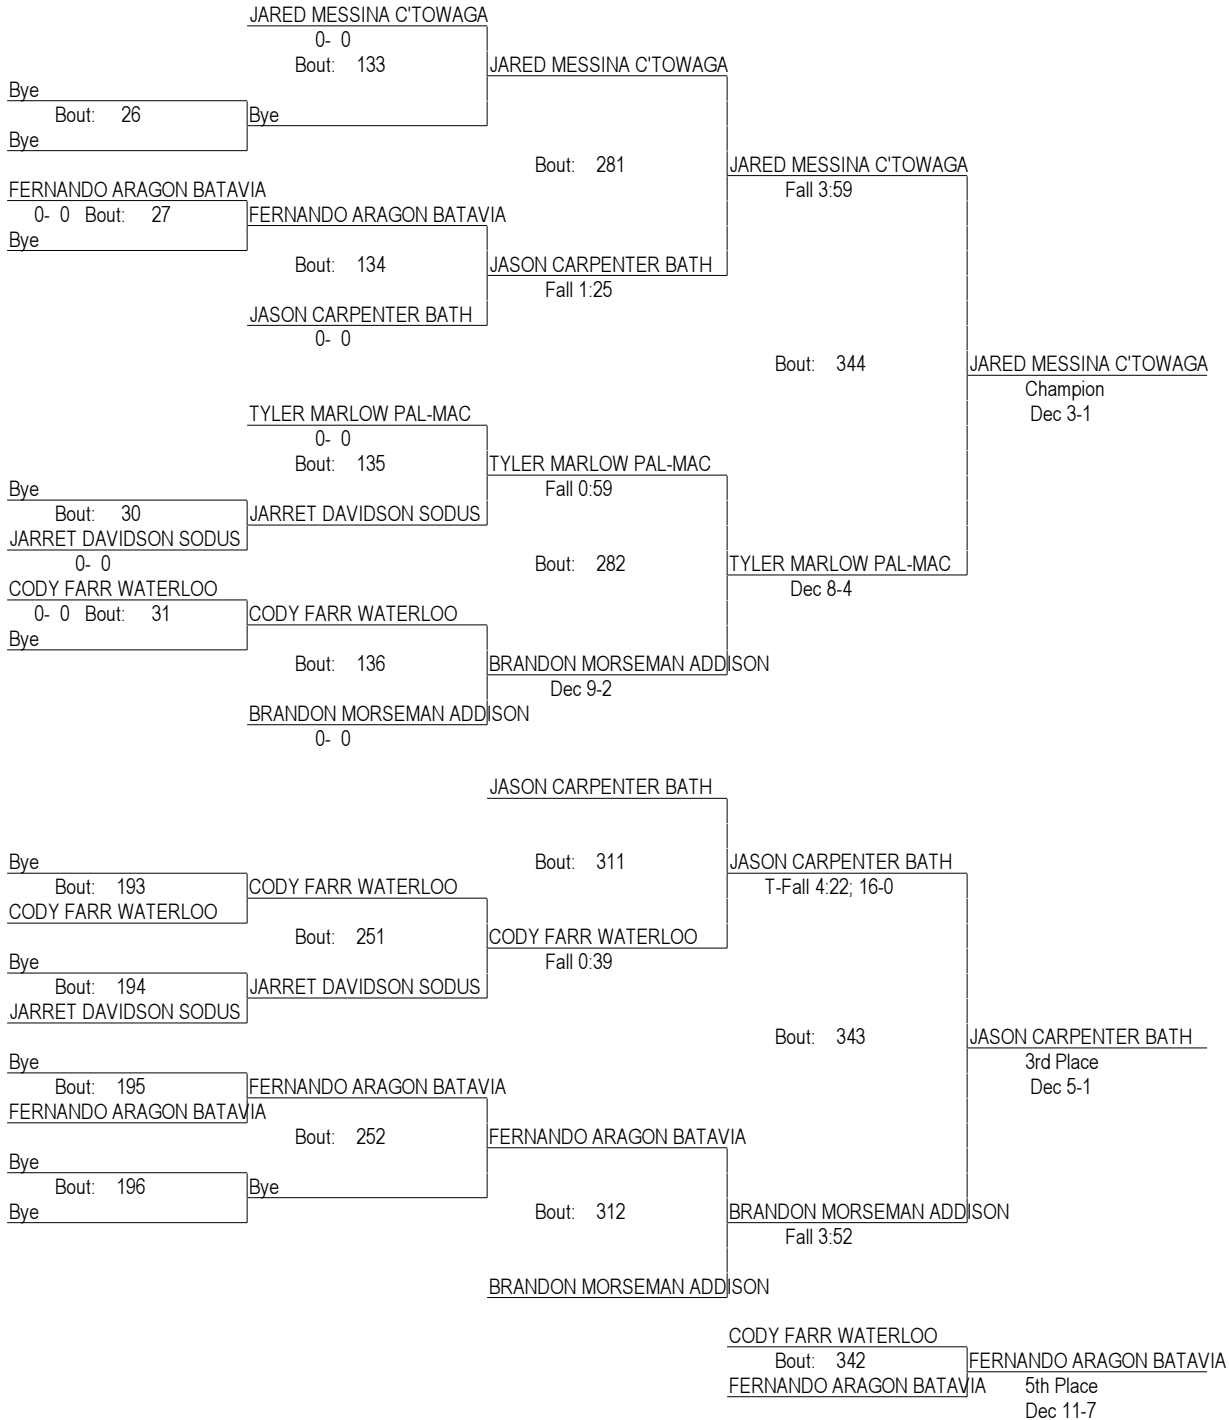 JARED MESSINA C'TOWAGA
0- 0
Bout: 133
JARED MESSINA C'TOWAGA
Bye
Bout: 26
Bye
Bye
Bout: 281
JARED MESSINA C'TOWAGA
Fall 3:59
FERNANDO ARAGON BATAVIA
0- 0 Bout: 27
FERNANDO ARAGON BATAVIA
Bye
Bout: 134
JASON CARPENTER BATH
Fall 1:25
JASON CARPENTER BATH
0- 0
Bout: 344
JARED MESSINA C'TOWAGA
Champion
Dec 3-1
TYLER MARLOW PAL-MAC
0- 0
Bout: 135
TYLER MARLOW PAL-MAC
Fall 0:59
Bye
Bout: 30
JARRET DAVIDSON SODUS
JARRET DAVIDSON SODUS
0- 0
Bout: 282
TYLER MARLOW PAL-MAC
Dec 8-4
CODY FARR WATERLOO
0- 0 Bout: 31
CODY FARR WATERLOO
Bye
Bout: 136
BRANDON MORSEMAN ADDISON
Dec 9-2
BRANDON MORSEMAN ADDISON
0- 0
JASON CARPENTER BATH
Bout: 311
JASON CARPENTER BATH
T-Fall 4:22; 16-0
Bye
Bout: 193
CODY FARR WATERLOO
CODY FARR WATERLOO
Bout: 251
CODY FARR WATERLOO
Fall 0:39
Bye
Bout: 194
JARRET DAVIDSON SODUS
JARRET DAVIDSON SODUS
Bout: 343
JASON CARPENTER BATH
3rd Place
Dec 5-1
Bye
Bout: 195
FERNANDO ARAGON BATAVIA
FERNANDO ARAGON BATAVIA
Bout: 252
FERNANDO ARAGON BATAVIA
Bye
Bout: 196
Bye
Bye
Bout: 312
BRANDON MORSEMAN ADDISON
Fall 3:52
BRANDON MORSEMAN ADDISON
CODY FARR WATERLOO
Bout: 342
FERNANDO ARAGON BATAVIA
FERNANDO ARAGON BATAVIA
5th Place
Dec 11-7